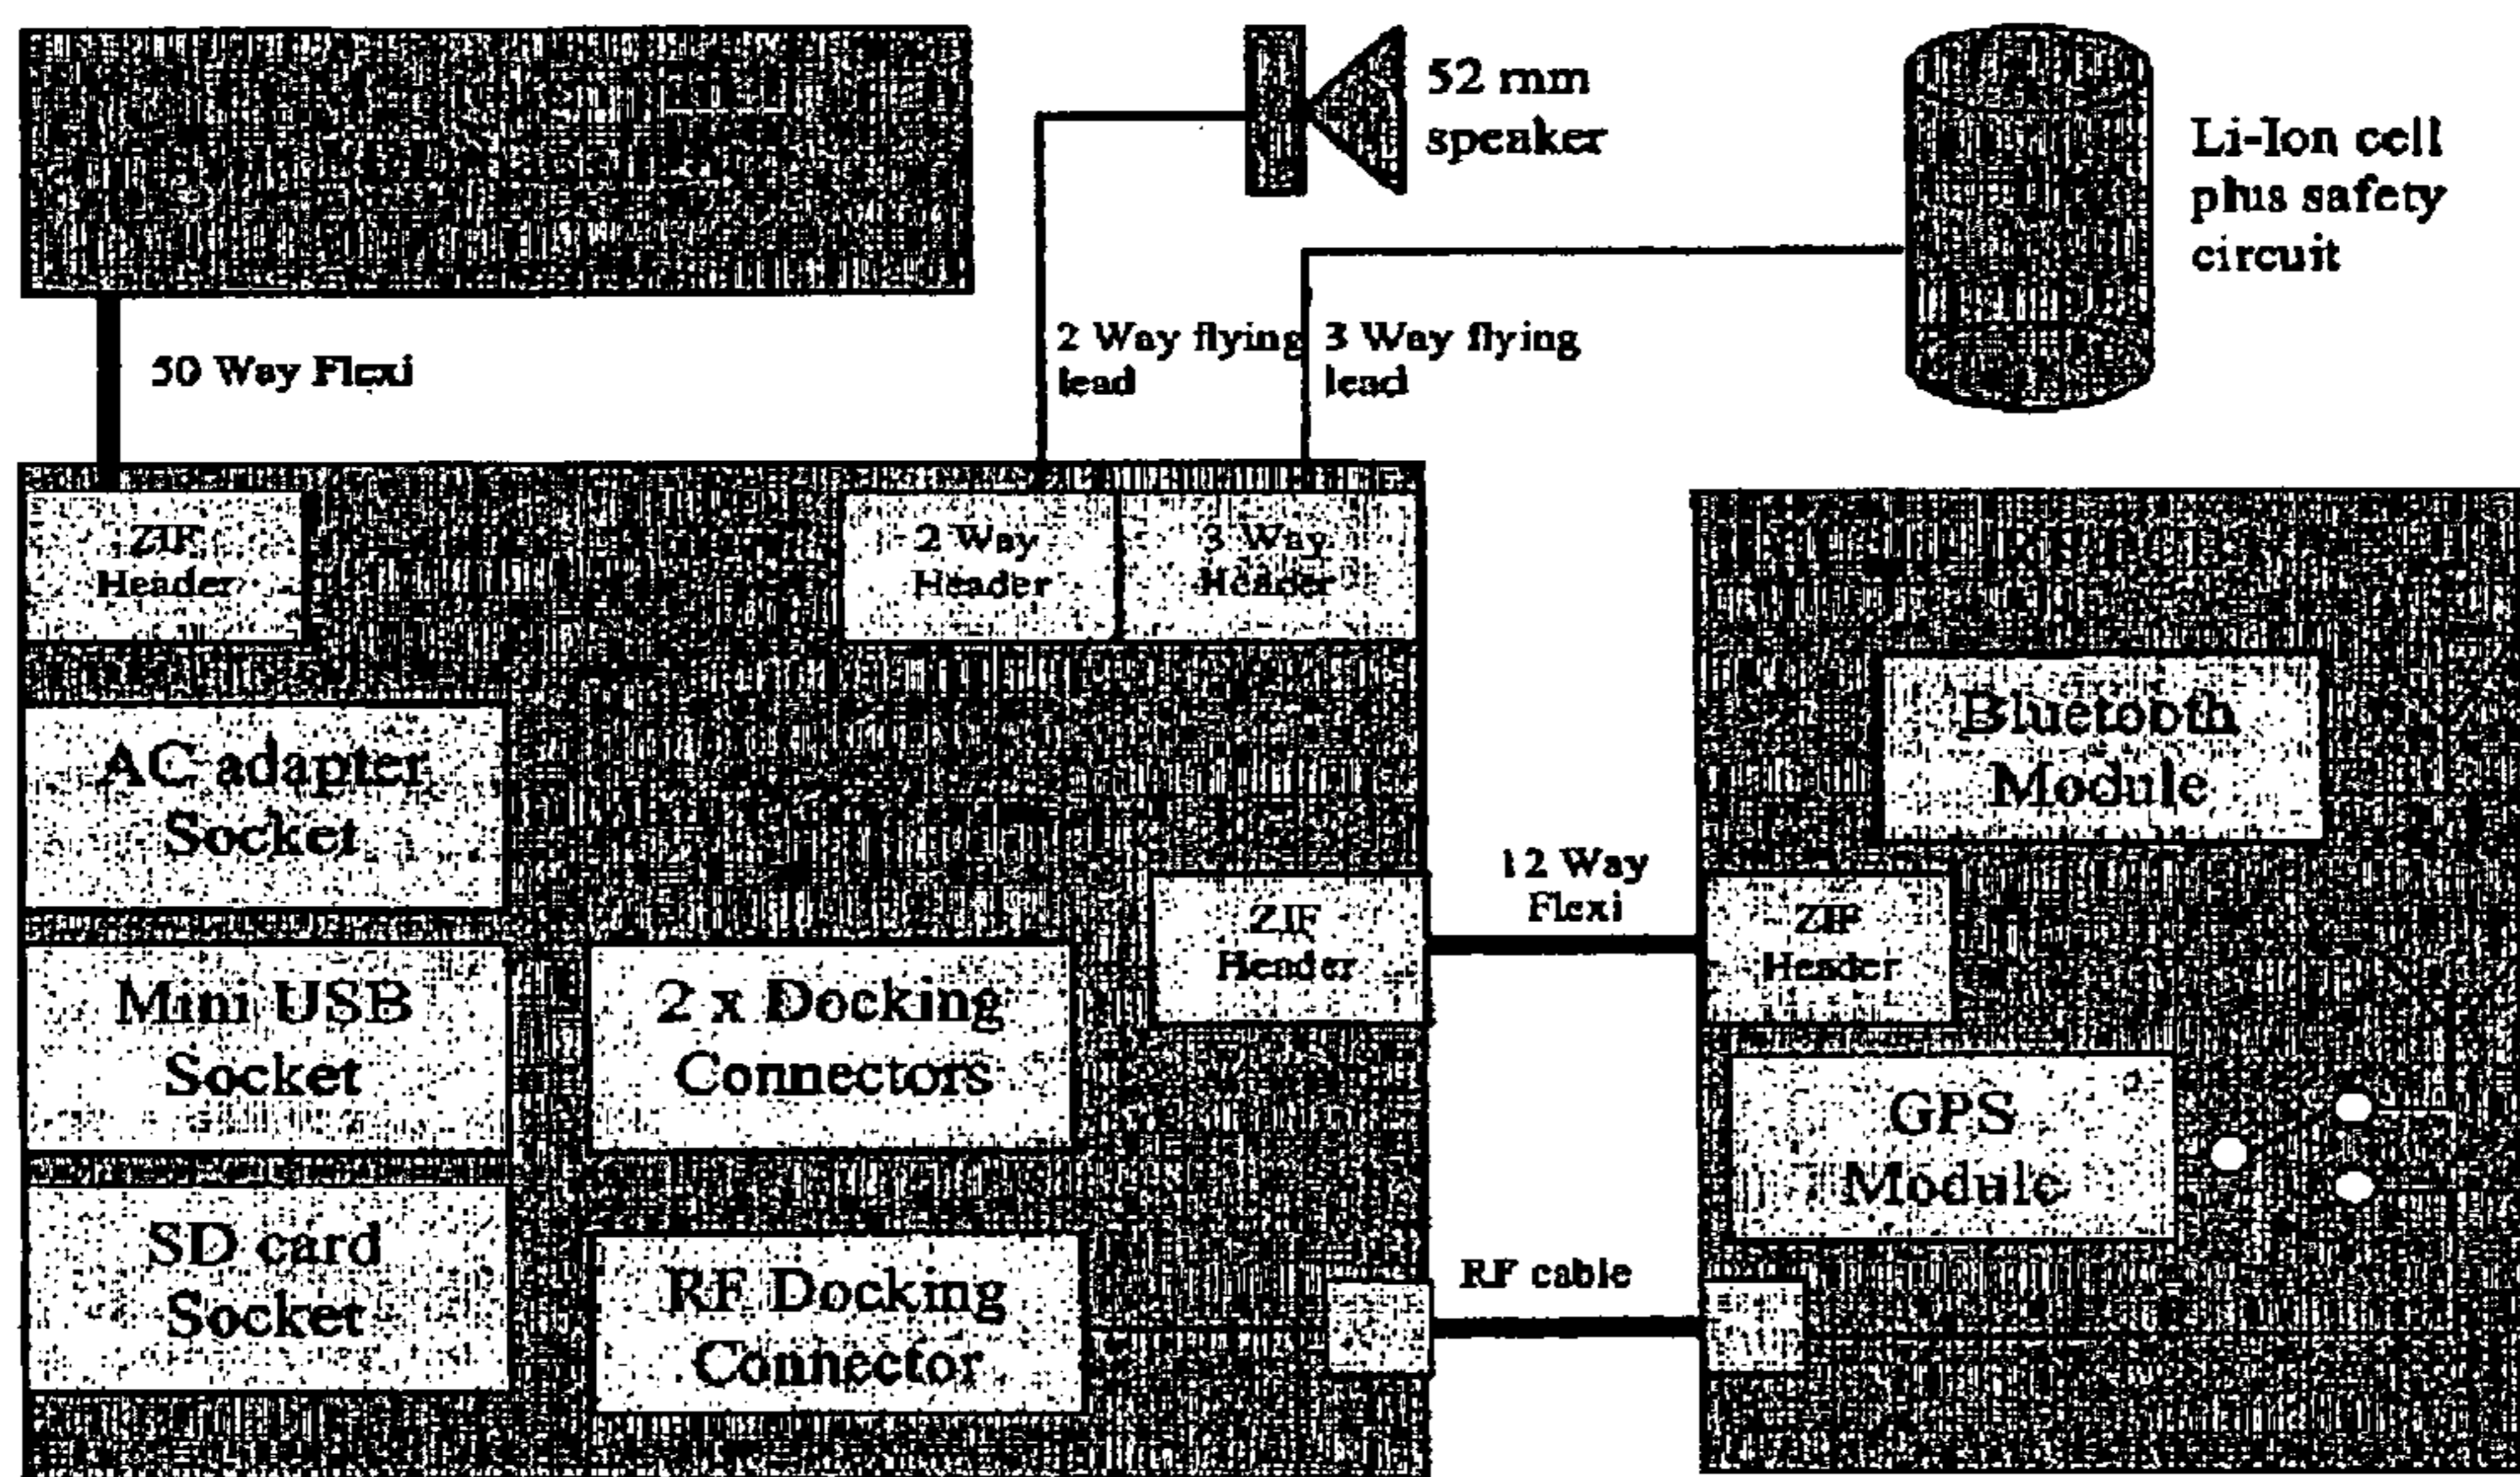 52 mm
speaker
Li-Ion cell
plus safety
circuit
50 Way Flexi
2 Way flying
lead
3 Way flying
lead
ZIF
Header
2 Way
Header
3 Way
Header
AC adapter
Socket
Mini USB
Socket
SD card
Socket
2 x Docking
Connectors
RF Docking
Connector
ZIF
Header
12 Way
Flexi
RF cable
Bluetooth
Module
ZIF
Header
GPS
Module